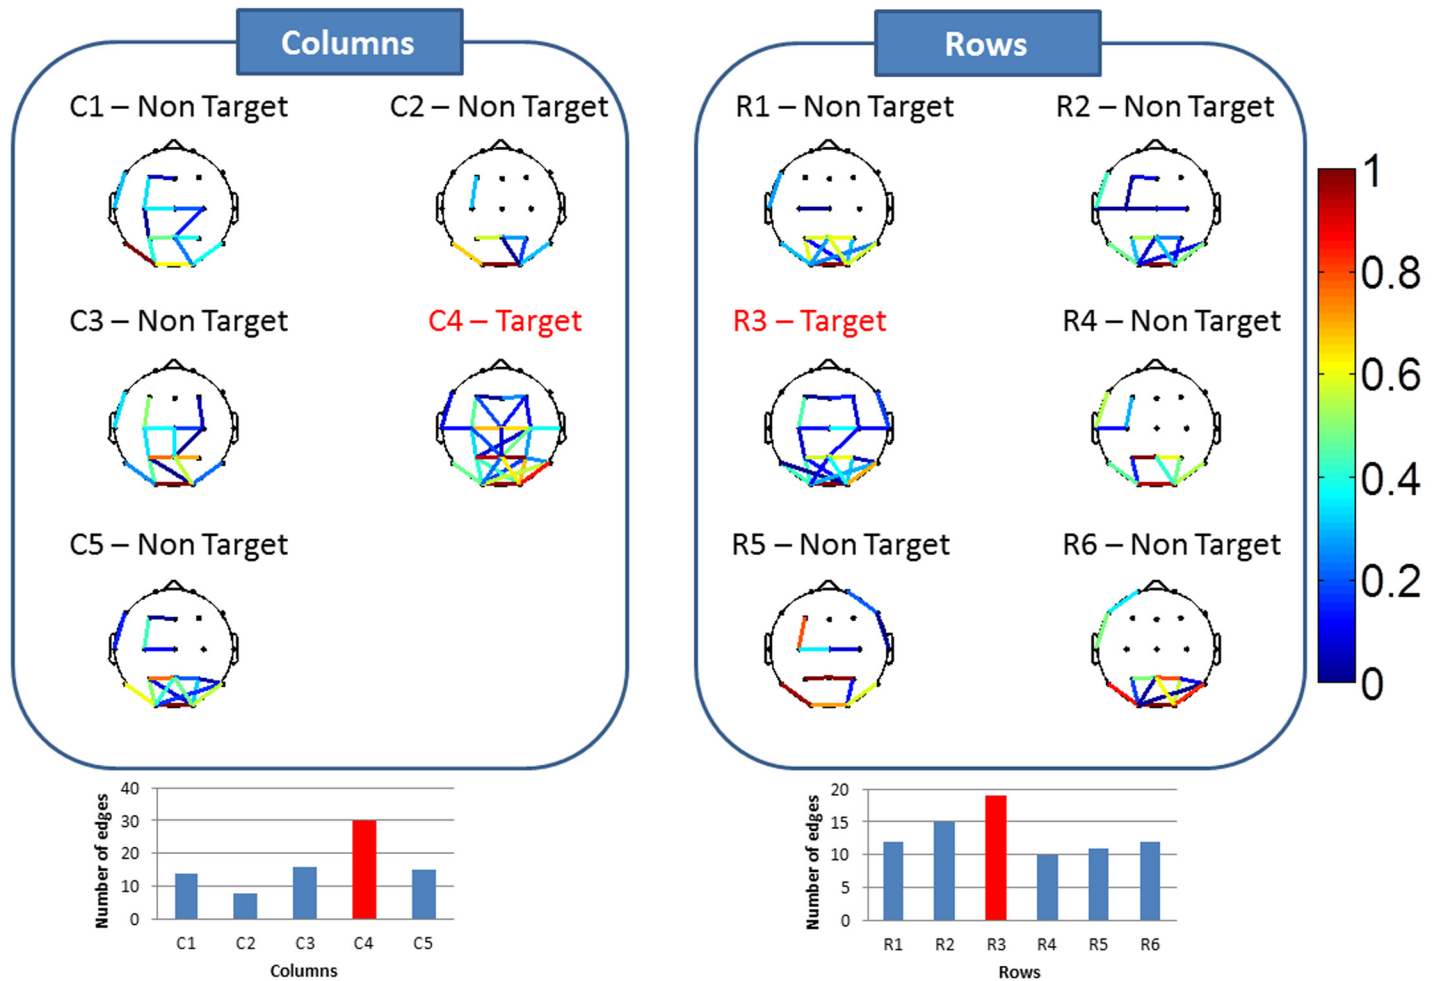 Columns
Rows
C1 – Non Target
C2 – Non Target
R1 – Non Target
R2 – Non Target
C3 – Non Target
C4 – Target
R3 – Target
R4 – Non Target
C5 – Non Target
R5 – Non Target
R6 – Non Target
1
0.8
0.6
0.4
0.2
0
Number of edges
40
30
20
10
0
C1 C2 C3 C4 C5
Columns
Number of edges
20
15
10
5
0
R1 R2 R3 R4 R5 R6
Rows